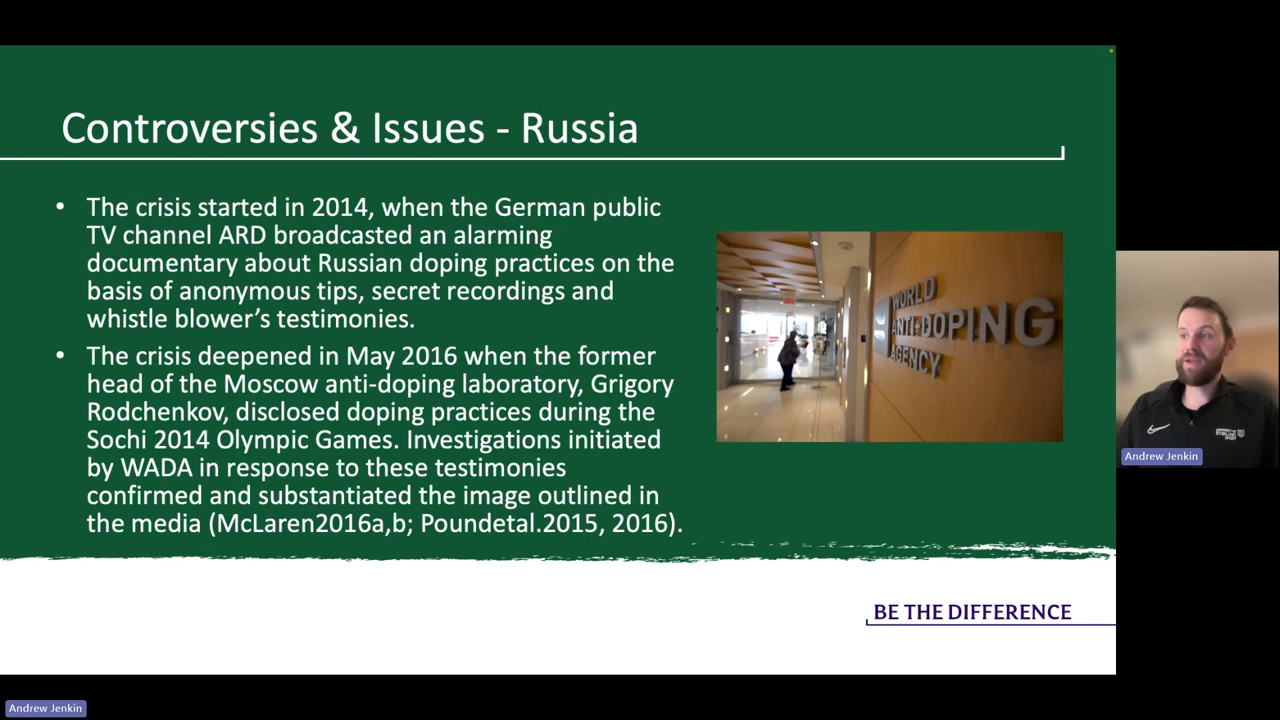 Controversies & Issues - Russia
• The crisis started in 2014, when the German public
TV channel ARD broadcasted an alarming
documentary about Russian doping practices on the
basis of anonymous tips, secret recordings and
whistle blower’s testimonies.
• The crisis deepened in May 2016 when the former
head of the Moscow anti-doping laboratory, Grigory
Rodchenkov, disclosed doping practices during the
Sochi 2014 Olympic Games. Investigations initiated
by WADA in response to these testimonies
confirmed and substantiated the image outlined in
the media (McLaren2016a,b; Poundetal.2015, 2016).
WORLD
ANTI-DOPING
AGENCY
Andrew Jenkin
BE THE DIFFERENCE
Andrew Jenkin